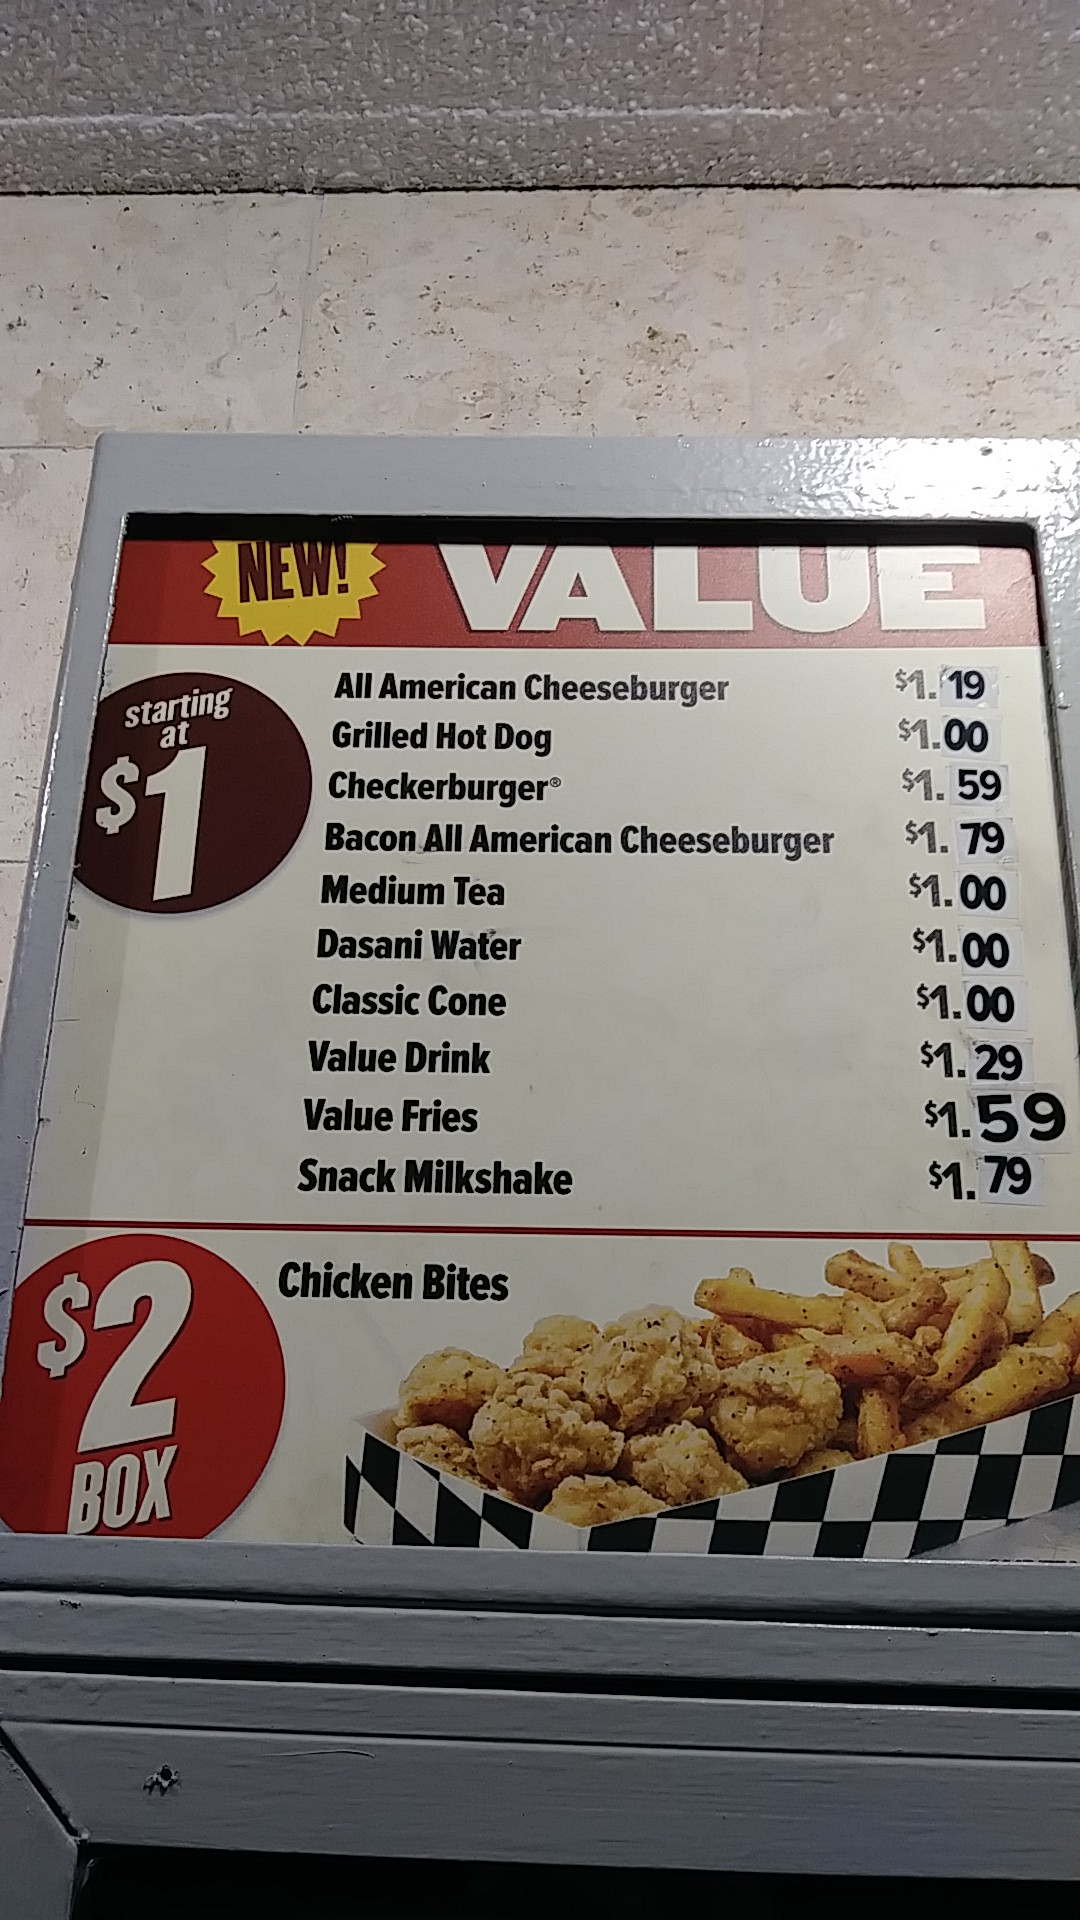 NEW! VALUE
starting
at
$1
All American Cheeseburger $1.19
Grilled Hot Dog $1.00
Checkerburger® $1.59
Bacon All American Cheeseburger $1.79
Medium Tea $1.00
Dasani Water $1.00
Classic Cone $1.00
Value Drink $1.29
Value Fries $1.59
Snack Milkshake $1.79
$2
BOX
Chicken Bites